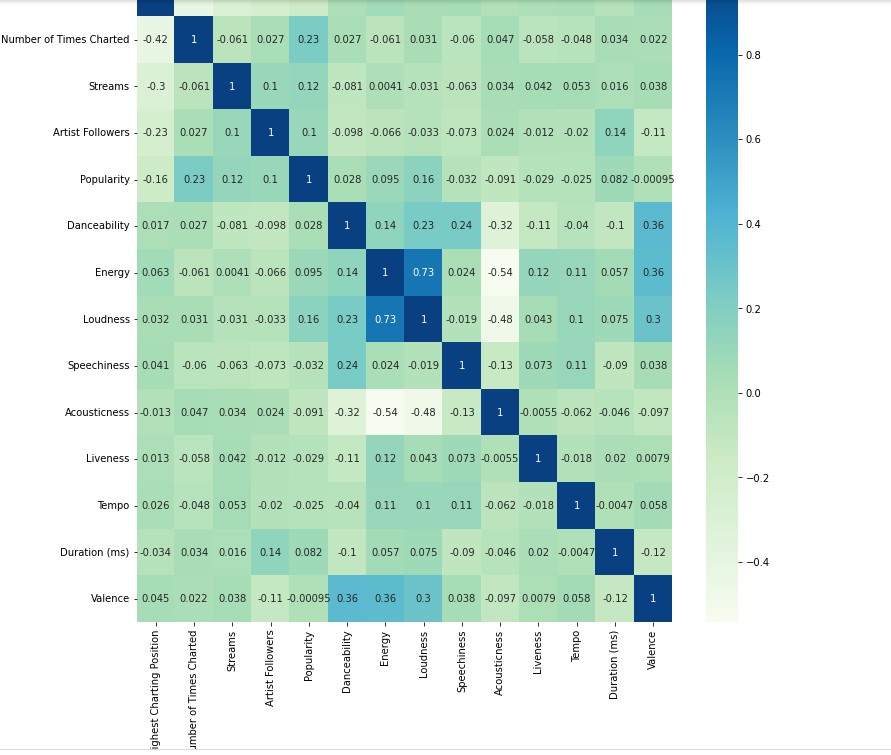 Number of Times Charted -0.42 1 -0.061 0.027 0.23 0.027 -0.061 0.031 -0.06 0.047 -0.058 -0.048 0.034 0.022
0.8
Streams -0.3 -0.061 1 0.1 0.12 -0.081 0.0041 -0.031 -0.063 0.034 0.042 0.053 0.016 0.038
Artist Followers -0.23 0.027 0.1 1 0.1 -0.098 -0.066 -0.033 -0.073 0.024 -0.012 -0.02 0.14 -0.11
0.6
Popularity -0.16 0.23 0.12 0.1 1 0.028 0.095 0.16 -0.032 -0.091 -0.029 -0.025 0.082 -0.00095
Danceability 0.017 0.027 -0.081 -0.098 0.028 1 0.14 0.23 0.24 -0.32 -0.11 -0.04 -0.1 0.36
0.4
Energy 0.063 -0.061 0.0041 -0.066 0.095 0.14 1 0.73 0.024 -0.54 0.12 0.11 0.057 0.36
0.2
Loudness 0.032 0.031 -0.031 -0.033 0.16 0.23 0.73 1 -0.019 -0.48 0.043 0.1 0.075 0.3
Speechiness 0.041 -0.06 -0.063 -0.073 -0.032 0.24 0.024 -0.019 1 -0.13 0.073 0.11 -0.09 0.038
0.0
Acousticness -0.013 0.047 0.034 0.024 -0.091 -0.32 -0.54 -0.48 -0.13 1 -0.0055 -0.062 -0.046 -0.097
Liveness 0.013 -0.058 0.042 -0.012 -0.029 -0.11 0.12 0.043 0.073 -0.0055 1 -0.018 0.02 0.0079
−0.2
Tempo 0.026 -0.048 0.053 -0.02 -0.025 -0.04 0.11 0.1 0.11 -0.062 -0.018 1 -0.0047 0.058
Duration (ms) -0.034 0.034 0.016 0.14 0.082 -0.1 0.057 0.075 -0.09 -0.046 0.02 -0.0047 1 -0.12
−0.4
Valence 0.045 0.022 0.038 -0.11 -0.00095 0.36 0.36 0.3 0.038 -0.097 0.0079 0.058 -0.12 1
ighest Charting Position
umber of Times Charted
Streams
Artist Followers
Popularity
Danceability
Energy
Loudness
Speechiness
Acousticness
Liveness
Tempo
Duration (ms)
Valence